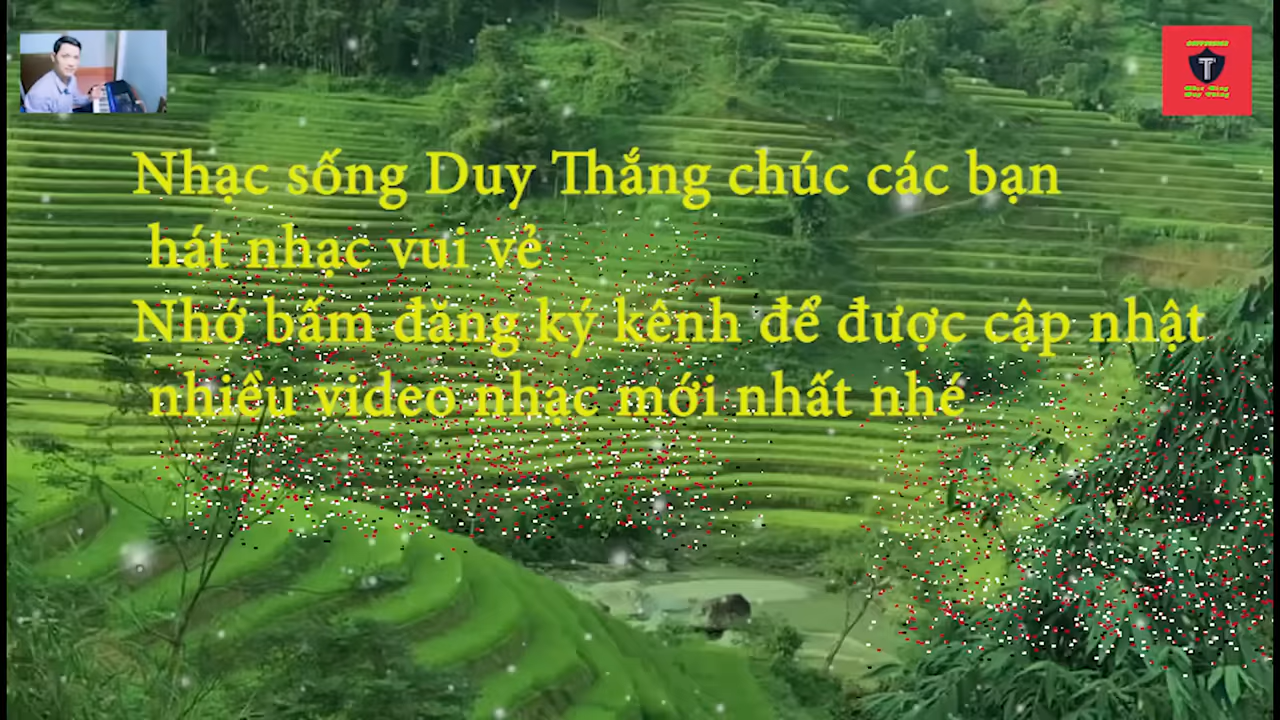 Nhạc sống Duy Thắng chúc các bạn
hát nhạc vui vẻ
Nhớ bấm đăng ký kênh để được cập nhật
nhiều video nhạc mới nhất nhé